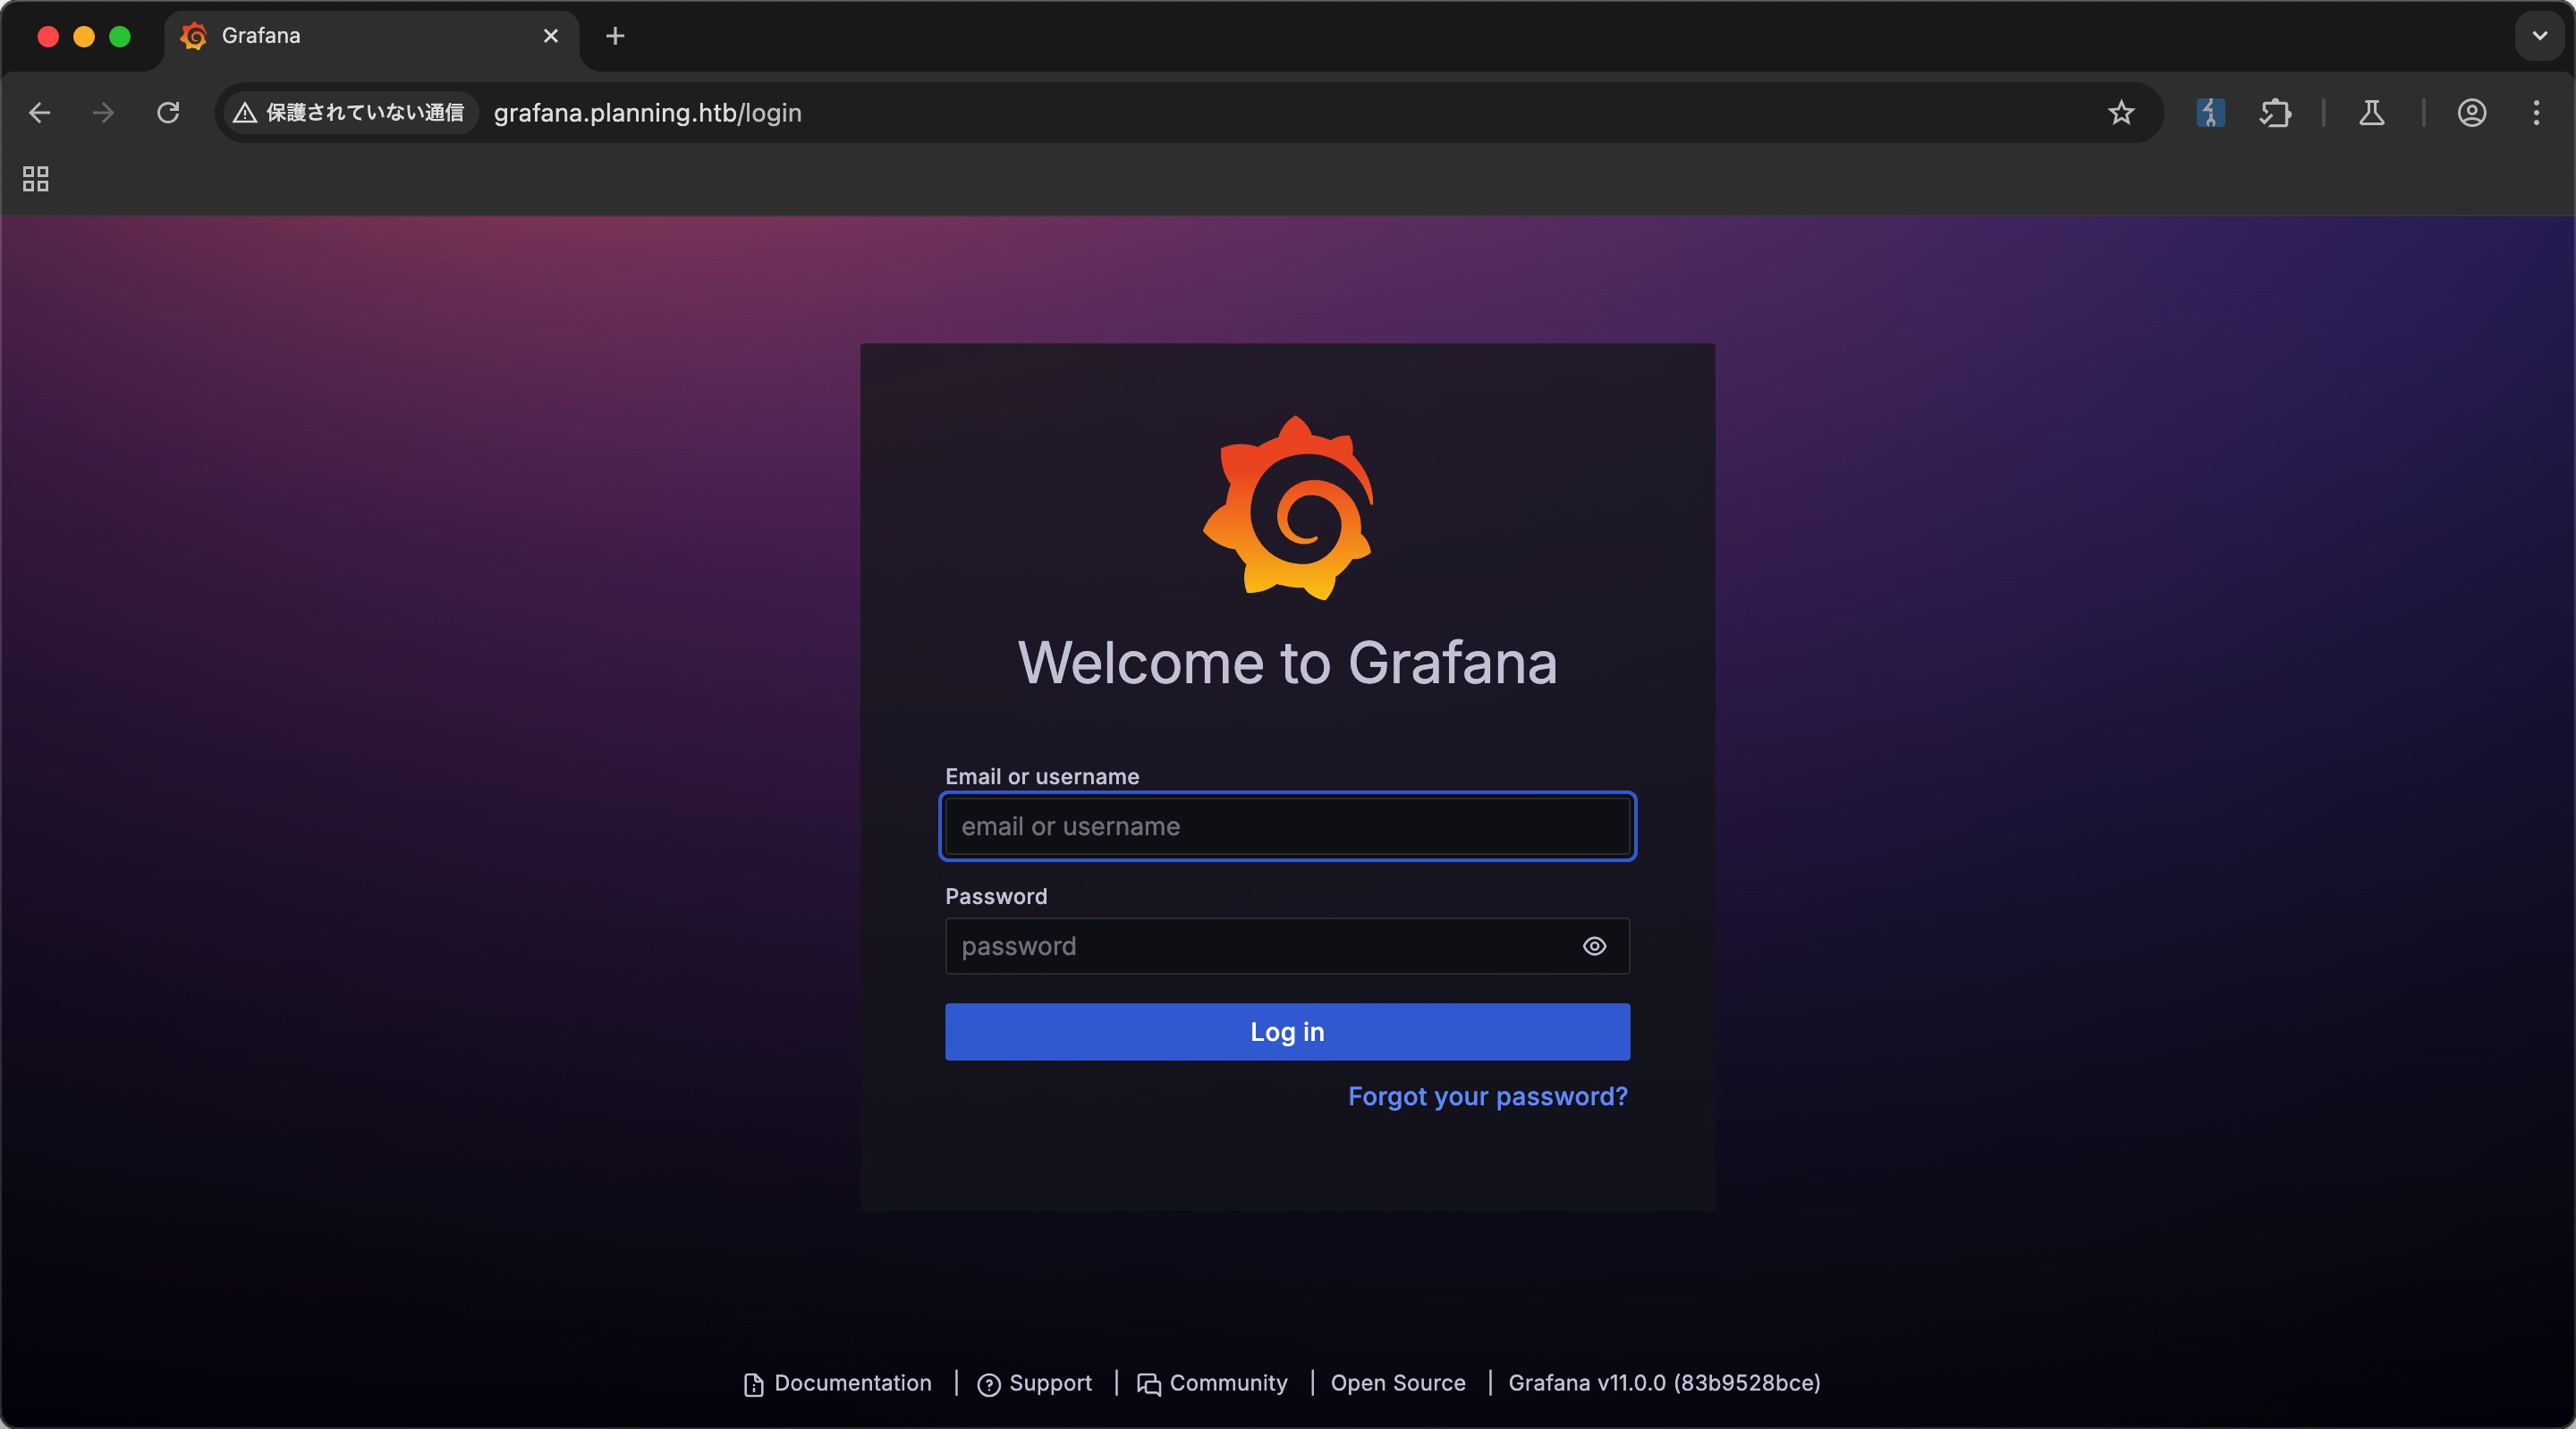 Grafana
保護されていない通信 grafana.planning.htb/login
Welcome to Grafana
Email or username
email or username
Password
password
Log in
Forgot your password?
Documentation | Support | Community | Open Source | Grafana v11.0.0 (83b9528bce)